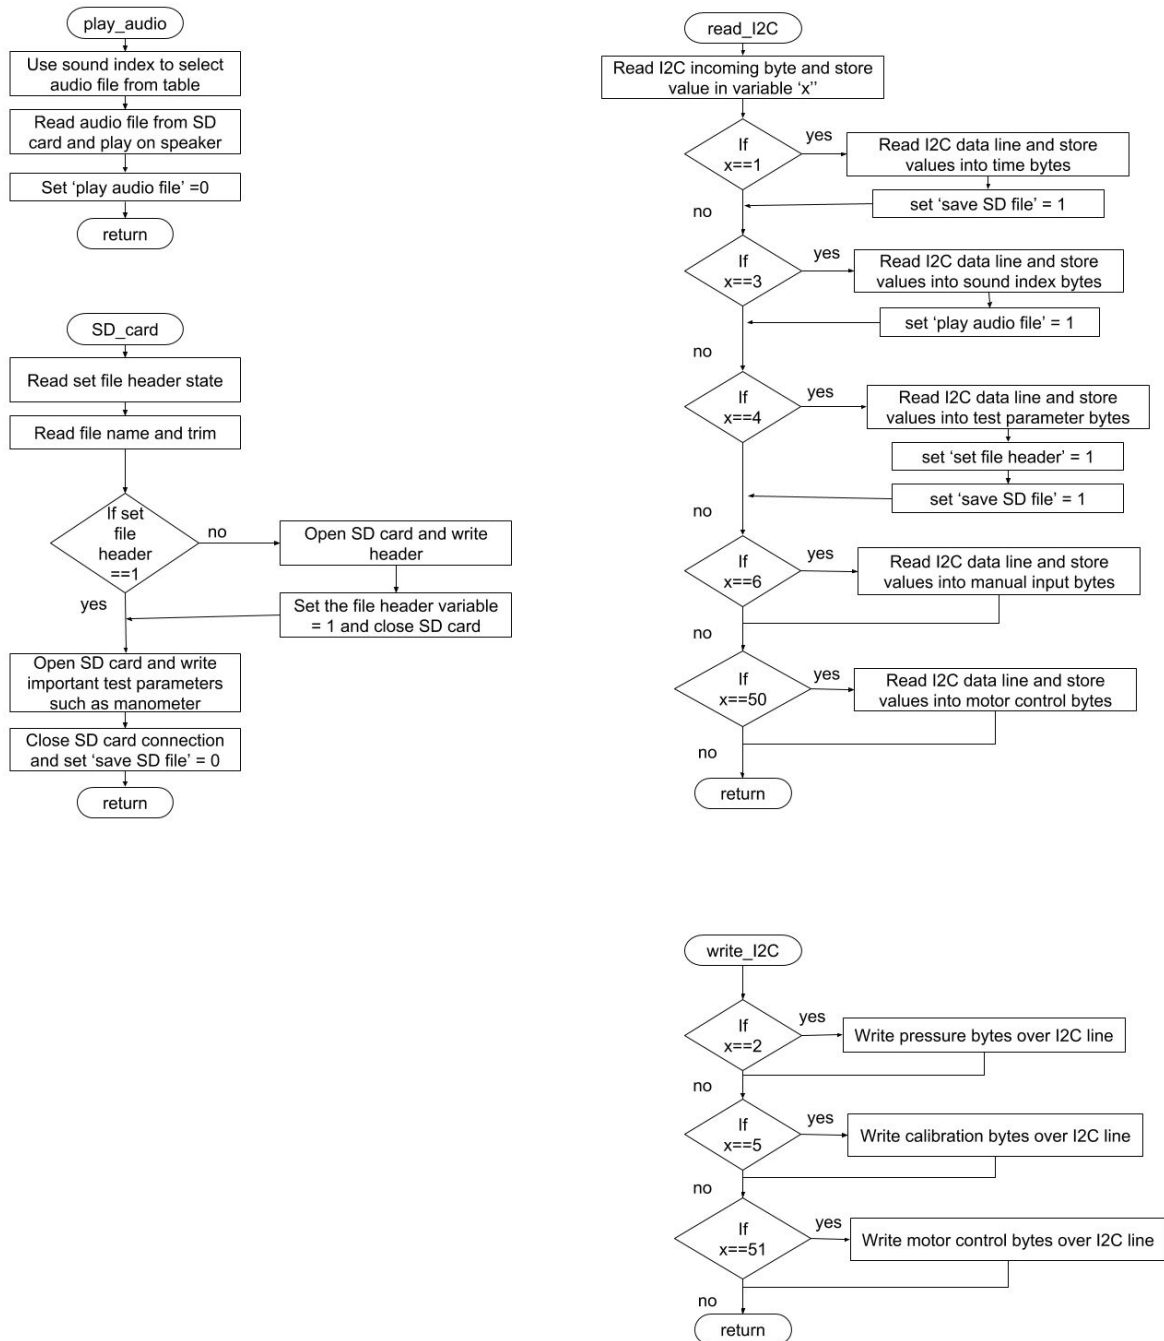 play_audio
Use sound index to select
audio file from table
Read audio file from SD
card and play on speaker
Set ‘play audio file’ =0
return
SD_card
Read set file header state
Read file name and trim
If set
file
header
==1
no
Open SD card and write
header
yes
Set the file header variable
= 1 and close SD card
Open SD card and write
important test parameters
such as manometer
Close SD card connection
and set ‘save SD file’ = 0
return
read_I2C
Read I2C incoming byte and store
value in variable ‘x’’
If
x==1
yes
Read I2C data line and store
values into time bytes
set ‘save SD file’ = 1
no
If
x==3
yes
Read I2C data line and store
values into sound index bytes
set ‘play audio file’ = 1
no
If
x==4
yes
Read I2C data line and store
values into test parameter bytes
set ‘set file header’ = 1
set ‘save SD file’ = 1
no
If
x==6
yes
Read I2C data line and store
values into manual input bytes
no
If
x==50
yes
Read I2C data line and store
values into motor control bytes
no
return
write_I2C
If
x==2
yes
Write pressure bytes over I2C line
no
If
x==5
yes
Write calibration bytes over I2C line
no
If
x==51
yes
Write motor control bytes over I2C line
no
return